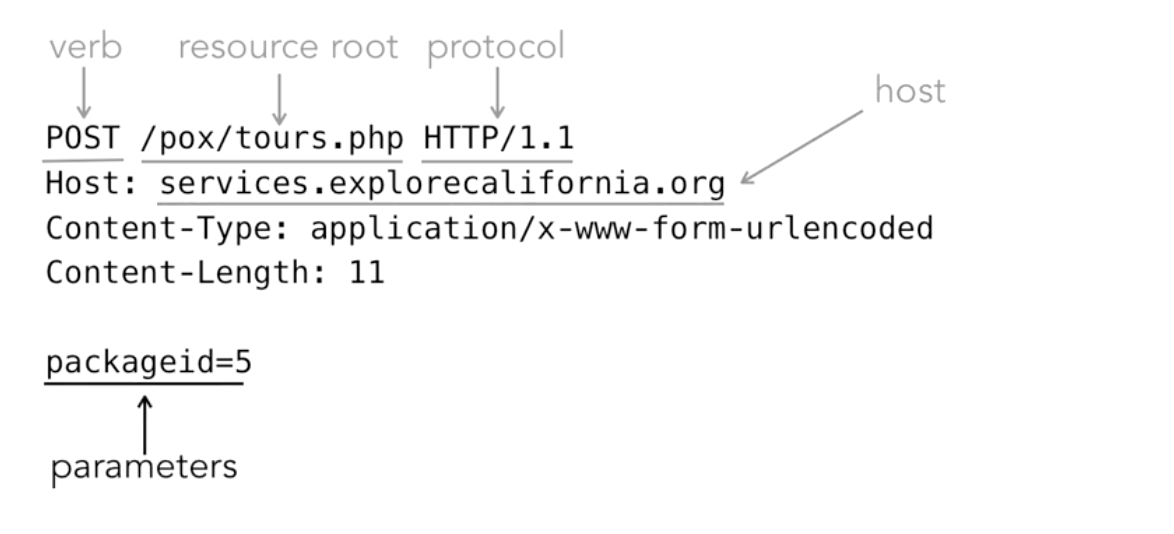 verb resource root protocol
host
POST /pox/tours.php HTTP/1.1
Host: services.explorecalifornia.org
Content-Type: application/x-www-form-urlencoded
Content-Length: 11
packageid=5
parameters